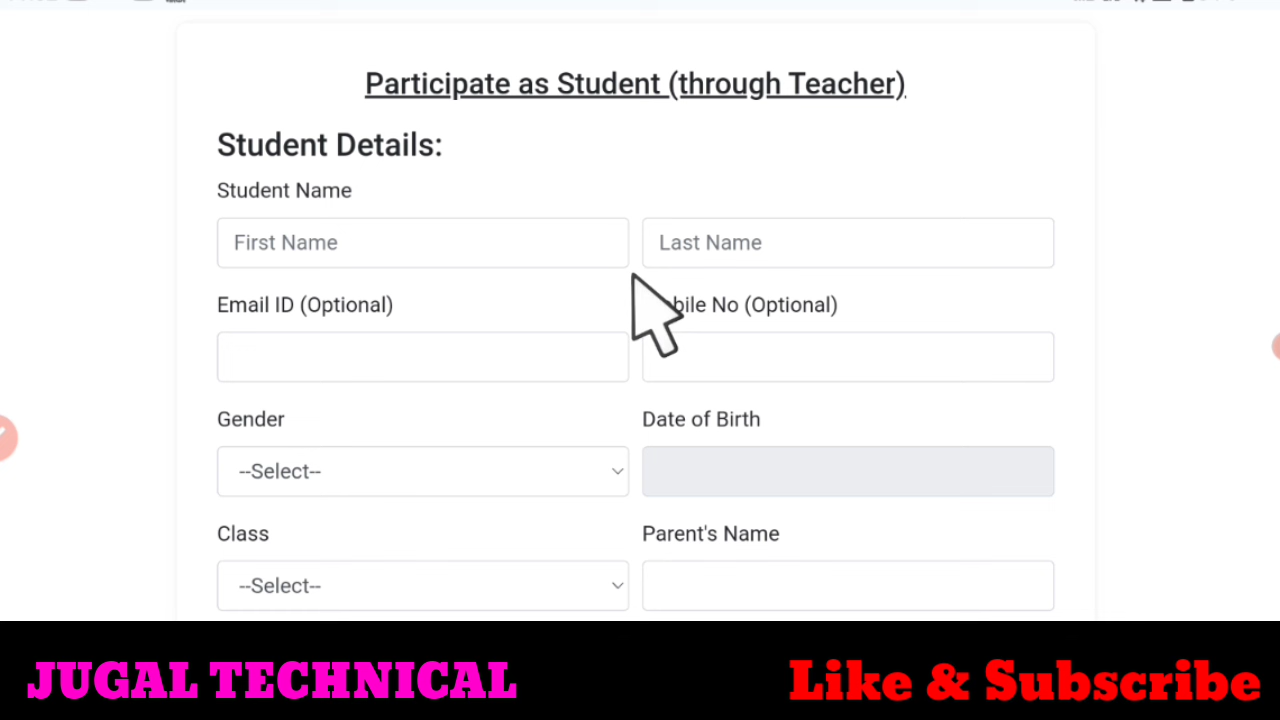 Participate as Student (through Teacher)
Student Details:
Student Name
First Name Last Name
Email ID (Optional) bile No (Optional)
Gender Date of Birth
--Select--
Class Parent's Name
--Select--
JUGAL TECHNICAL Like & Subscribe